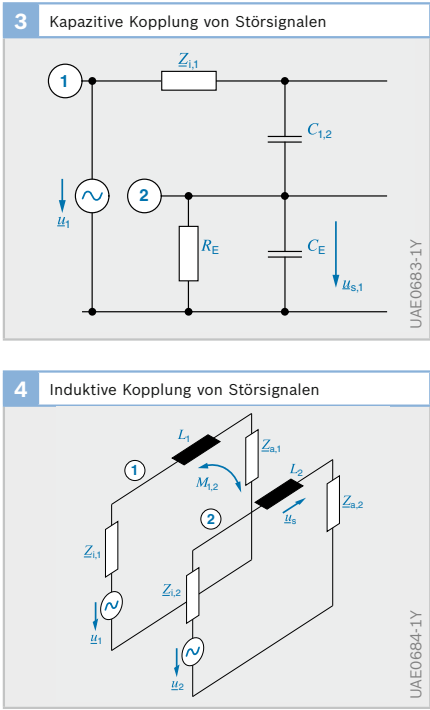 3 Kapazitive Kopplung von Störsignalen
1
Z_i,1
C_1,2
2
u_1
R_E
C_E
u_s,1
UAE0683-1Y
4 Induktive Kopplung von Störsignalen
L_1
Z_a,1
1
M_1,2
L_2
2
u_s
Z_a,2
Z_i,1
Z_i,2
u_1
u_2
UAE0684-1Y